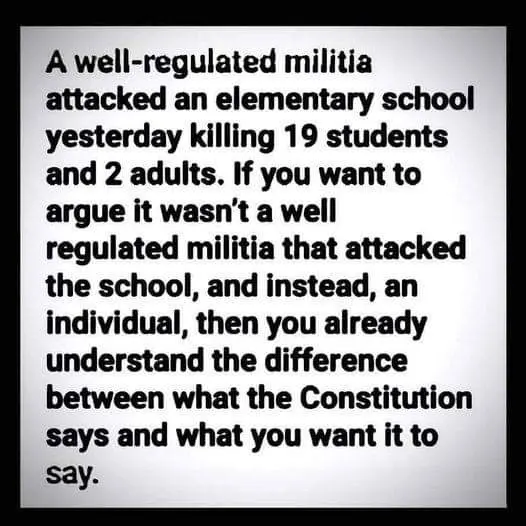 A well-regulated militia
attacked an elementary school
yesterday killing 19 students
and 2 adults. If you want to
argue it wasn't a well
regulated militia that attacked
the school, and instead, an
individual, then you already
understand the difference
between what the Constitution
says and what you want it to
say.